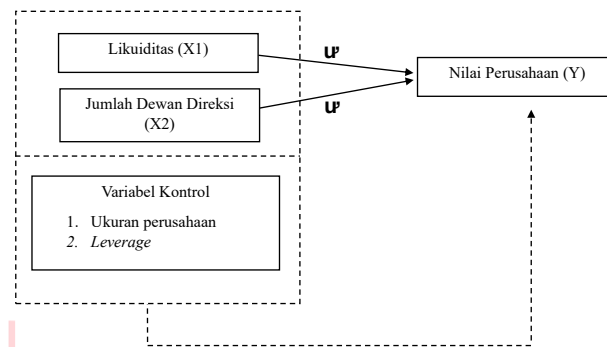 Likuiditas (X1)
Jumlah Dewan Direksi
(X2)
Nilai Perusahaan (Y)
Variabel Kontrol
1. Ukuran perusahaan
2. Leverage